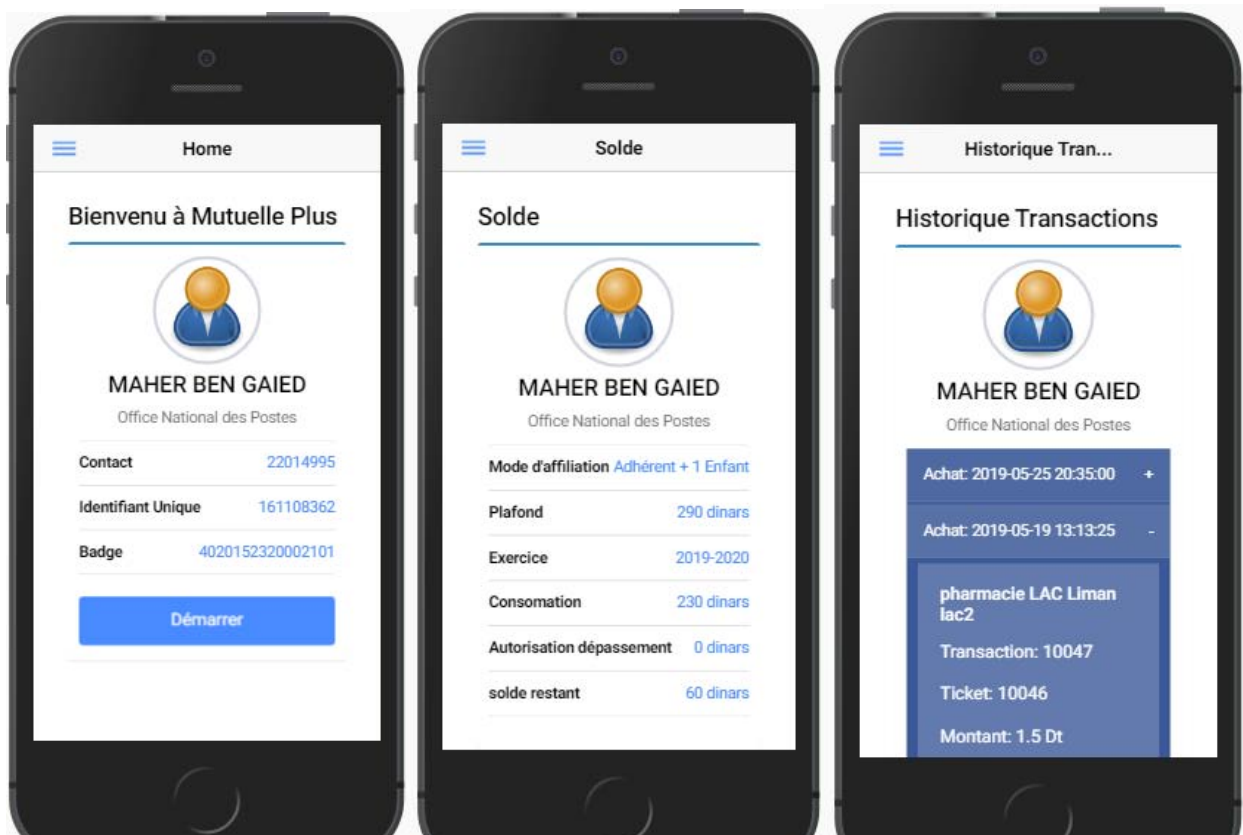 Home
Bienvenu à Mutuelle Plus
MAHER BEN GAIED
Office National des Postes
Contact 22014995
Identifiant Unique 161108362
Badge 4020152320002101
Démarrer
Solde
Solde
MAHER BEN GAIED
Office National des Postes
Mode d'affiliation Adhérent + 1 Enfant
Plafond 290 dinars
Exercice 2019-2020
Consomation 230 dinars
Autorisation dépassement 0 dinars
solde restant 60 dinars
Historique Tran...
Historique Transactions
MAHER BEN GAIED
Office National des Postes
Achat: 2019-05-25 20:35:00 +
Achat: 2019-05-19 13:13:25 -
pharmacie LAC Liman
lac2
Transaction: 10047
Ticket: 10046
Montant: 1.5 Dt